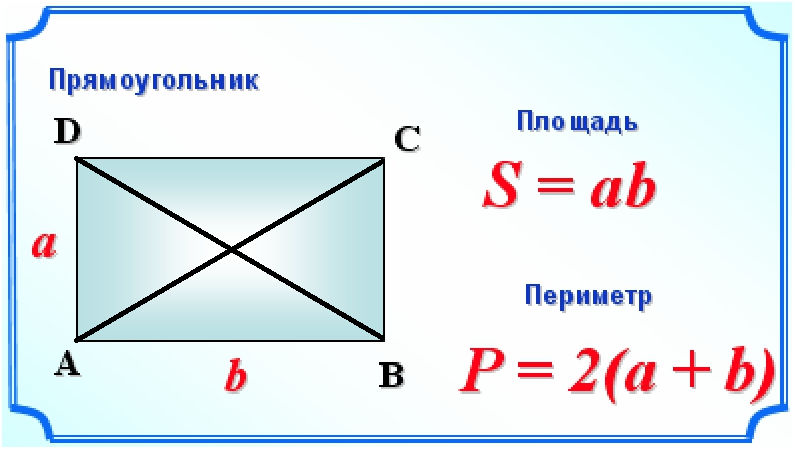 Прямоугольник
D
C
Площадь
S = ab
a
Периметр
A
b
B
P = 2(a + b)